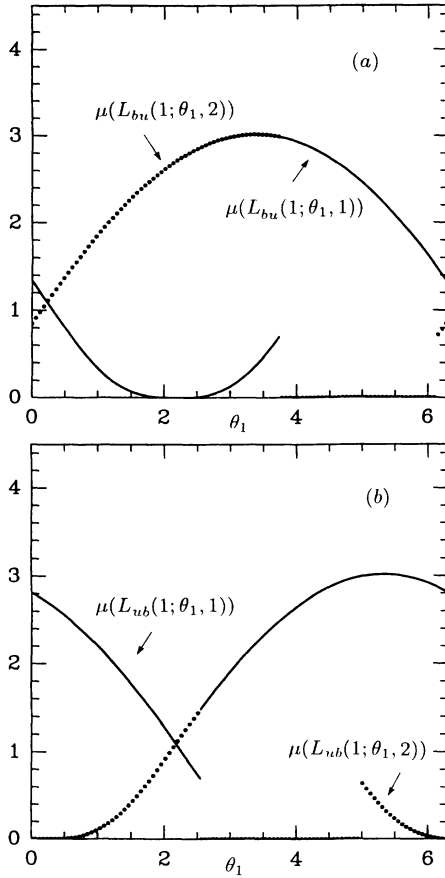 4
(a)
μ(L_{bu}(1;θ_1,2))
3
μ(L_{bu}(1;θ_1,1))
2
1
0
0 2 4 6
θ_1
4
(b)
3
μ(L_{ub}(1;θ_1,1))
2
1
μ(L_{ub}(1;θ_1,2))
0
0 2 4 6
θ_1